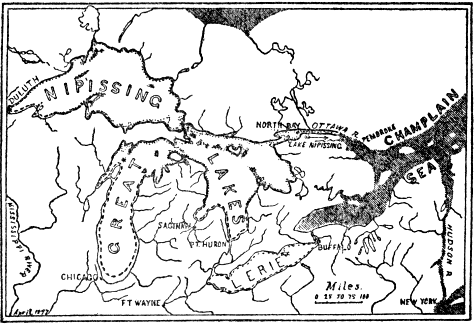 DULUTH
NIPISSING
GREAT
LAKES
NORTH BAY
OTTAWA R.
PEMBROKE
CHAMPLAIN
SEA
LAKE NIPISSING
MISSISSIPPI
RIVER
SAGINAW
PT. HURON
CHICAGO
FT WAYNE
ERIE
BUFFALO
HUDSON R.
NEW YORK
Miles.
0 25 50 75 100